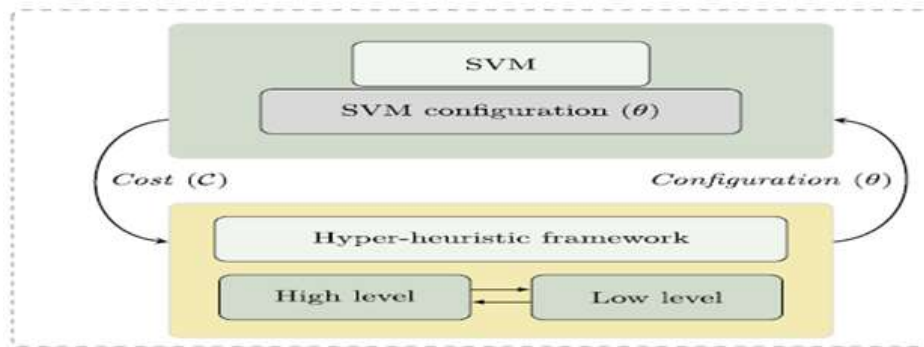 SVM
SVM configuration (θ)
Cost (C)
Configuration (θ)
Hyper-heuristic framework
High level
Low level